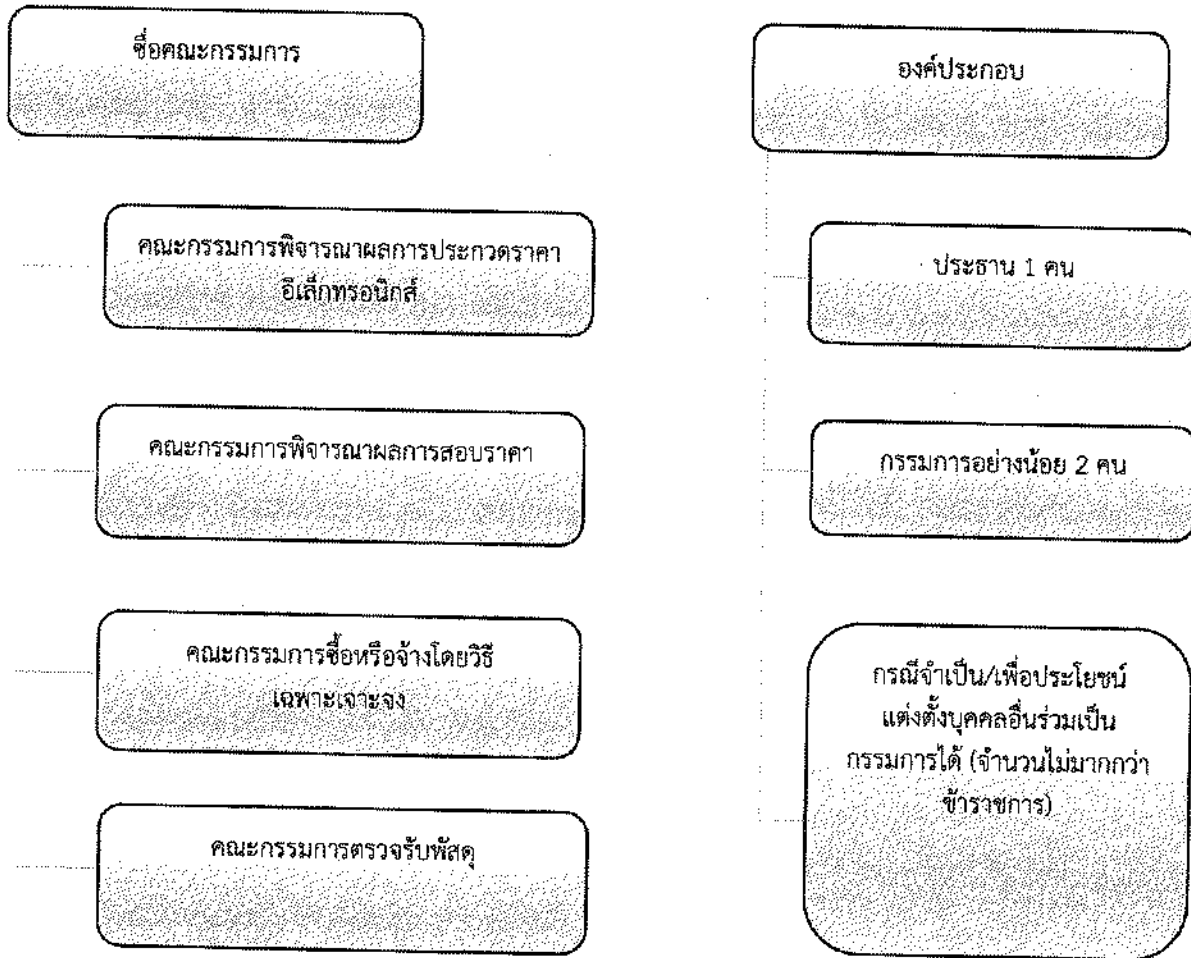 ชื่อคณะกรรมการ
คณะกรรมการพิจารณาผลการประกวดราคา
อิเล็กทรอนิกส์
คณะกรรมการพิจารณาผลการสอบราคา
คณะกรรมการซื้อหรือจ้างโดยวิธี
เฉพาะเจาะจง
คณะกรรมการตรวจรับพัสดุ
องค์ประกอบ
ประธาน 1 คน
กรรมการอย่างน้อย 2 คน
กรณีจำเป็น/เพื่อประโยชน์
แต่งตั้งบุคคลอื่นร่วมเป็น
กรรมการได้ (จำนวนไม่มากกว่า
ข้าราชการ)